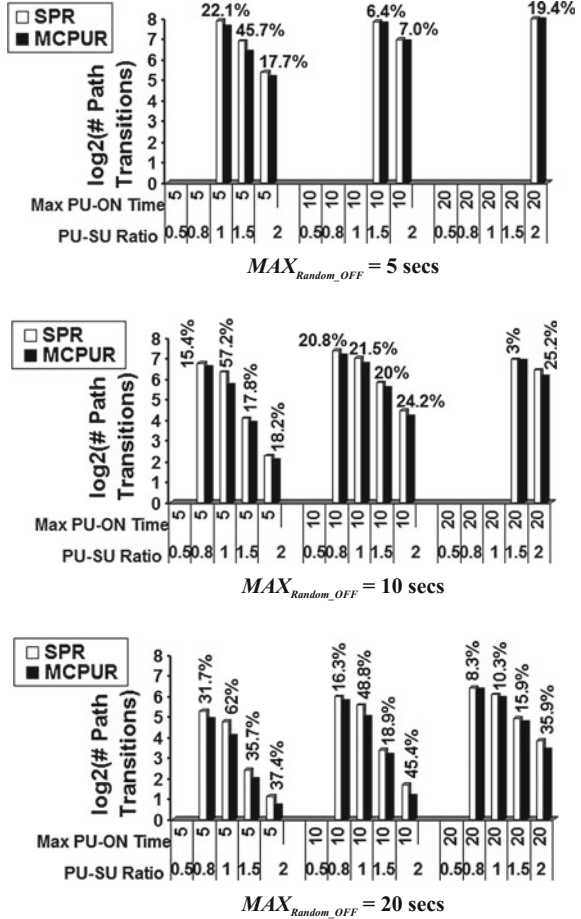 SPR
MCPUR
log2(# Path
Transitions)
8
7
6
5
4
3
2
1
0
22.1%
45.7%
17.7%
6.4%
7.0%
19.4%
Max PU-ON Time
5 5 5 5 5 10 10 10 10 10 20 20 20 20 20
PU-SU Ratio
0.5 0.8 1 1.5 2 0.5 0.8 1 1.5 2 0.5 0.8 1 1.5 2
MAX Random_OFF = 5 secs
SPR
MCPUR
log2(# Path
Transitions)
8
7
6
5
4
3
2
1
0
15.4%
57.2%
17.8%
18.2%
20.8%
21.5%
20%
24.2%
3%
25.2%
Max PU-ON Time
5 5 5 5 5 10 10 10 10 10 20 20 20 20 20
PU-SU Ratio
0.5 0.8 1 1.5 2 0.5 0.8 1 1.5 2 0.5 0.8 1 1.5 2
MAX Random_OFF = 10 secs
SPR
MCPUR
log2(# Path
Transitions)
8
7
6
5
4
3
2
1
0
31.7%
62%
35.7%
37.4%
16.3%
48.8%
18.9%
45.4%
8.3%
10.3%
15.9%
35.9%
Max PU-ON Time
5 5 5 5 5 10 10 10 10 10 20 20 20 20 20
PU-SU Ratio
0.5 0.8 1 1.5 2 0.5 0.8 1 1.5 2 0.5 0.8 1 1.5 2
MAX Random_OFF = 20 secs